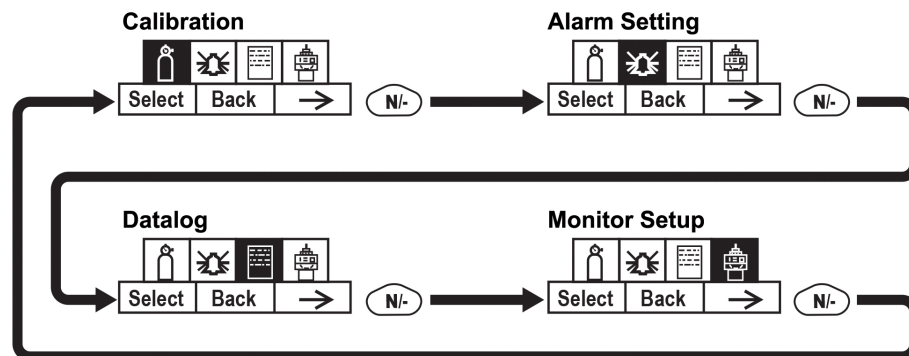 Calibration
Select Back → N/-
Alarm Setting
Select Back → N/-
Datalog
Select Back → N/-
Monitor Setup
Select Back → N/-